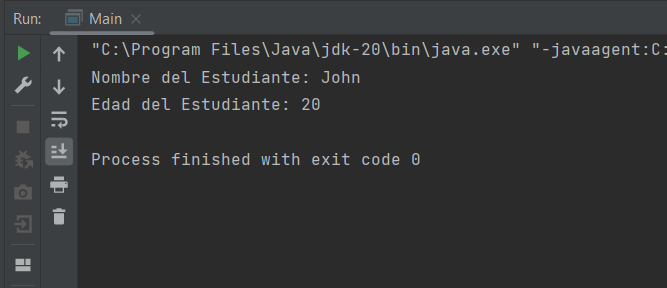 Run: Main
"C:\Program Files\Java\jdk-20\bin\java.exe" "-javaagent:C:
Nombre del Estudiante: John
Edad del Estudiante: 20
Process finished with exit code 0